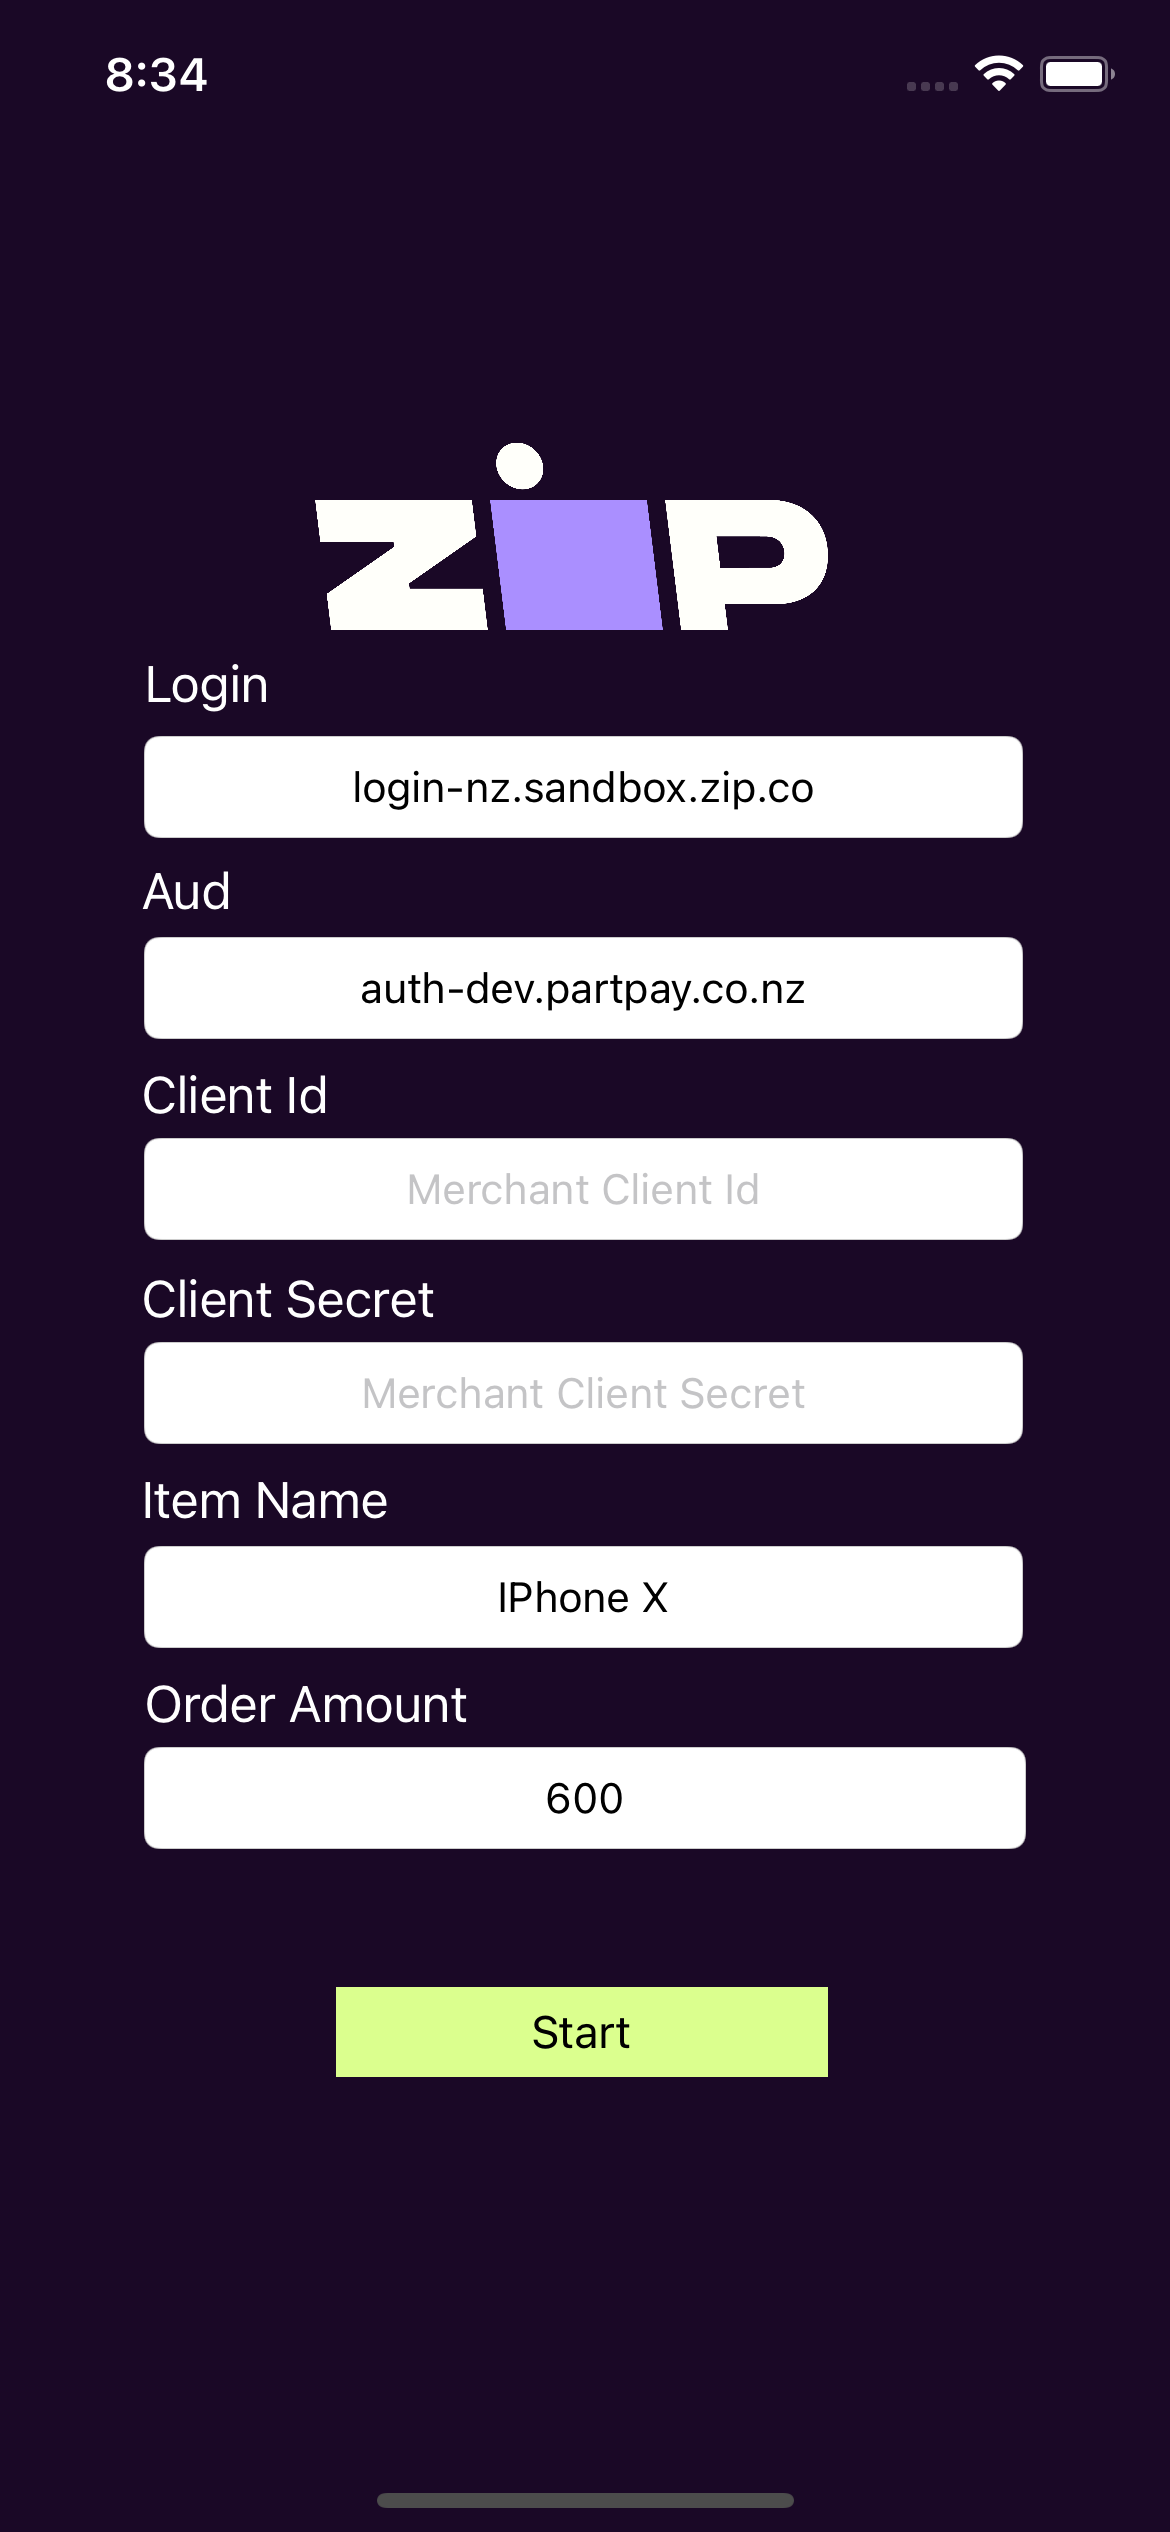 8:34
zip
Login
login-nz.sandbox.zip.co
Aud
auth-dev.partpay.co.nz
Client Id
Merchant Client Id
Client Secret
Merchant Client Secret
Item Name
IPhone X
Order Amount
600
Start